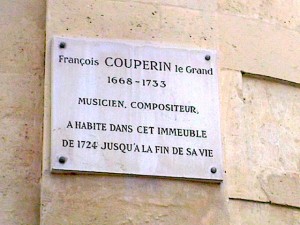 François COUPERIN le Grand
1668-1733
MUSICIEN, COMPOSITEUR,
A HABITE DANS CET IMMEUBLE
DE 1724 JUSQU'A LA FIN DE SA VIE